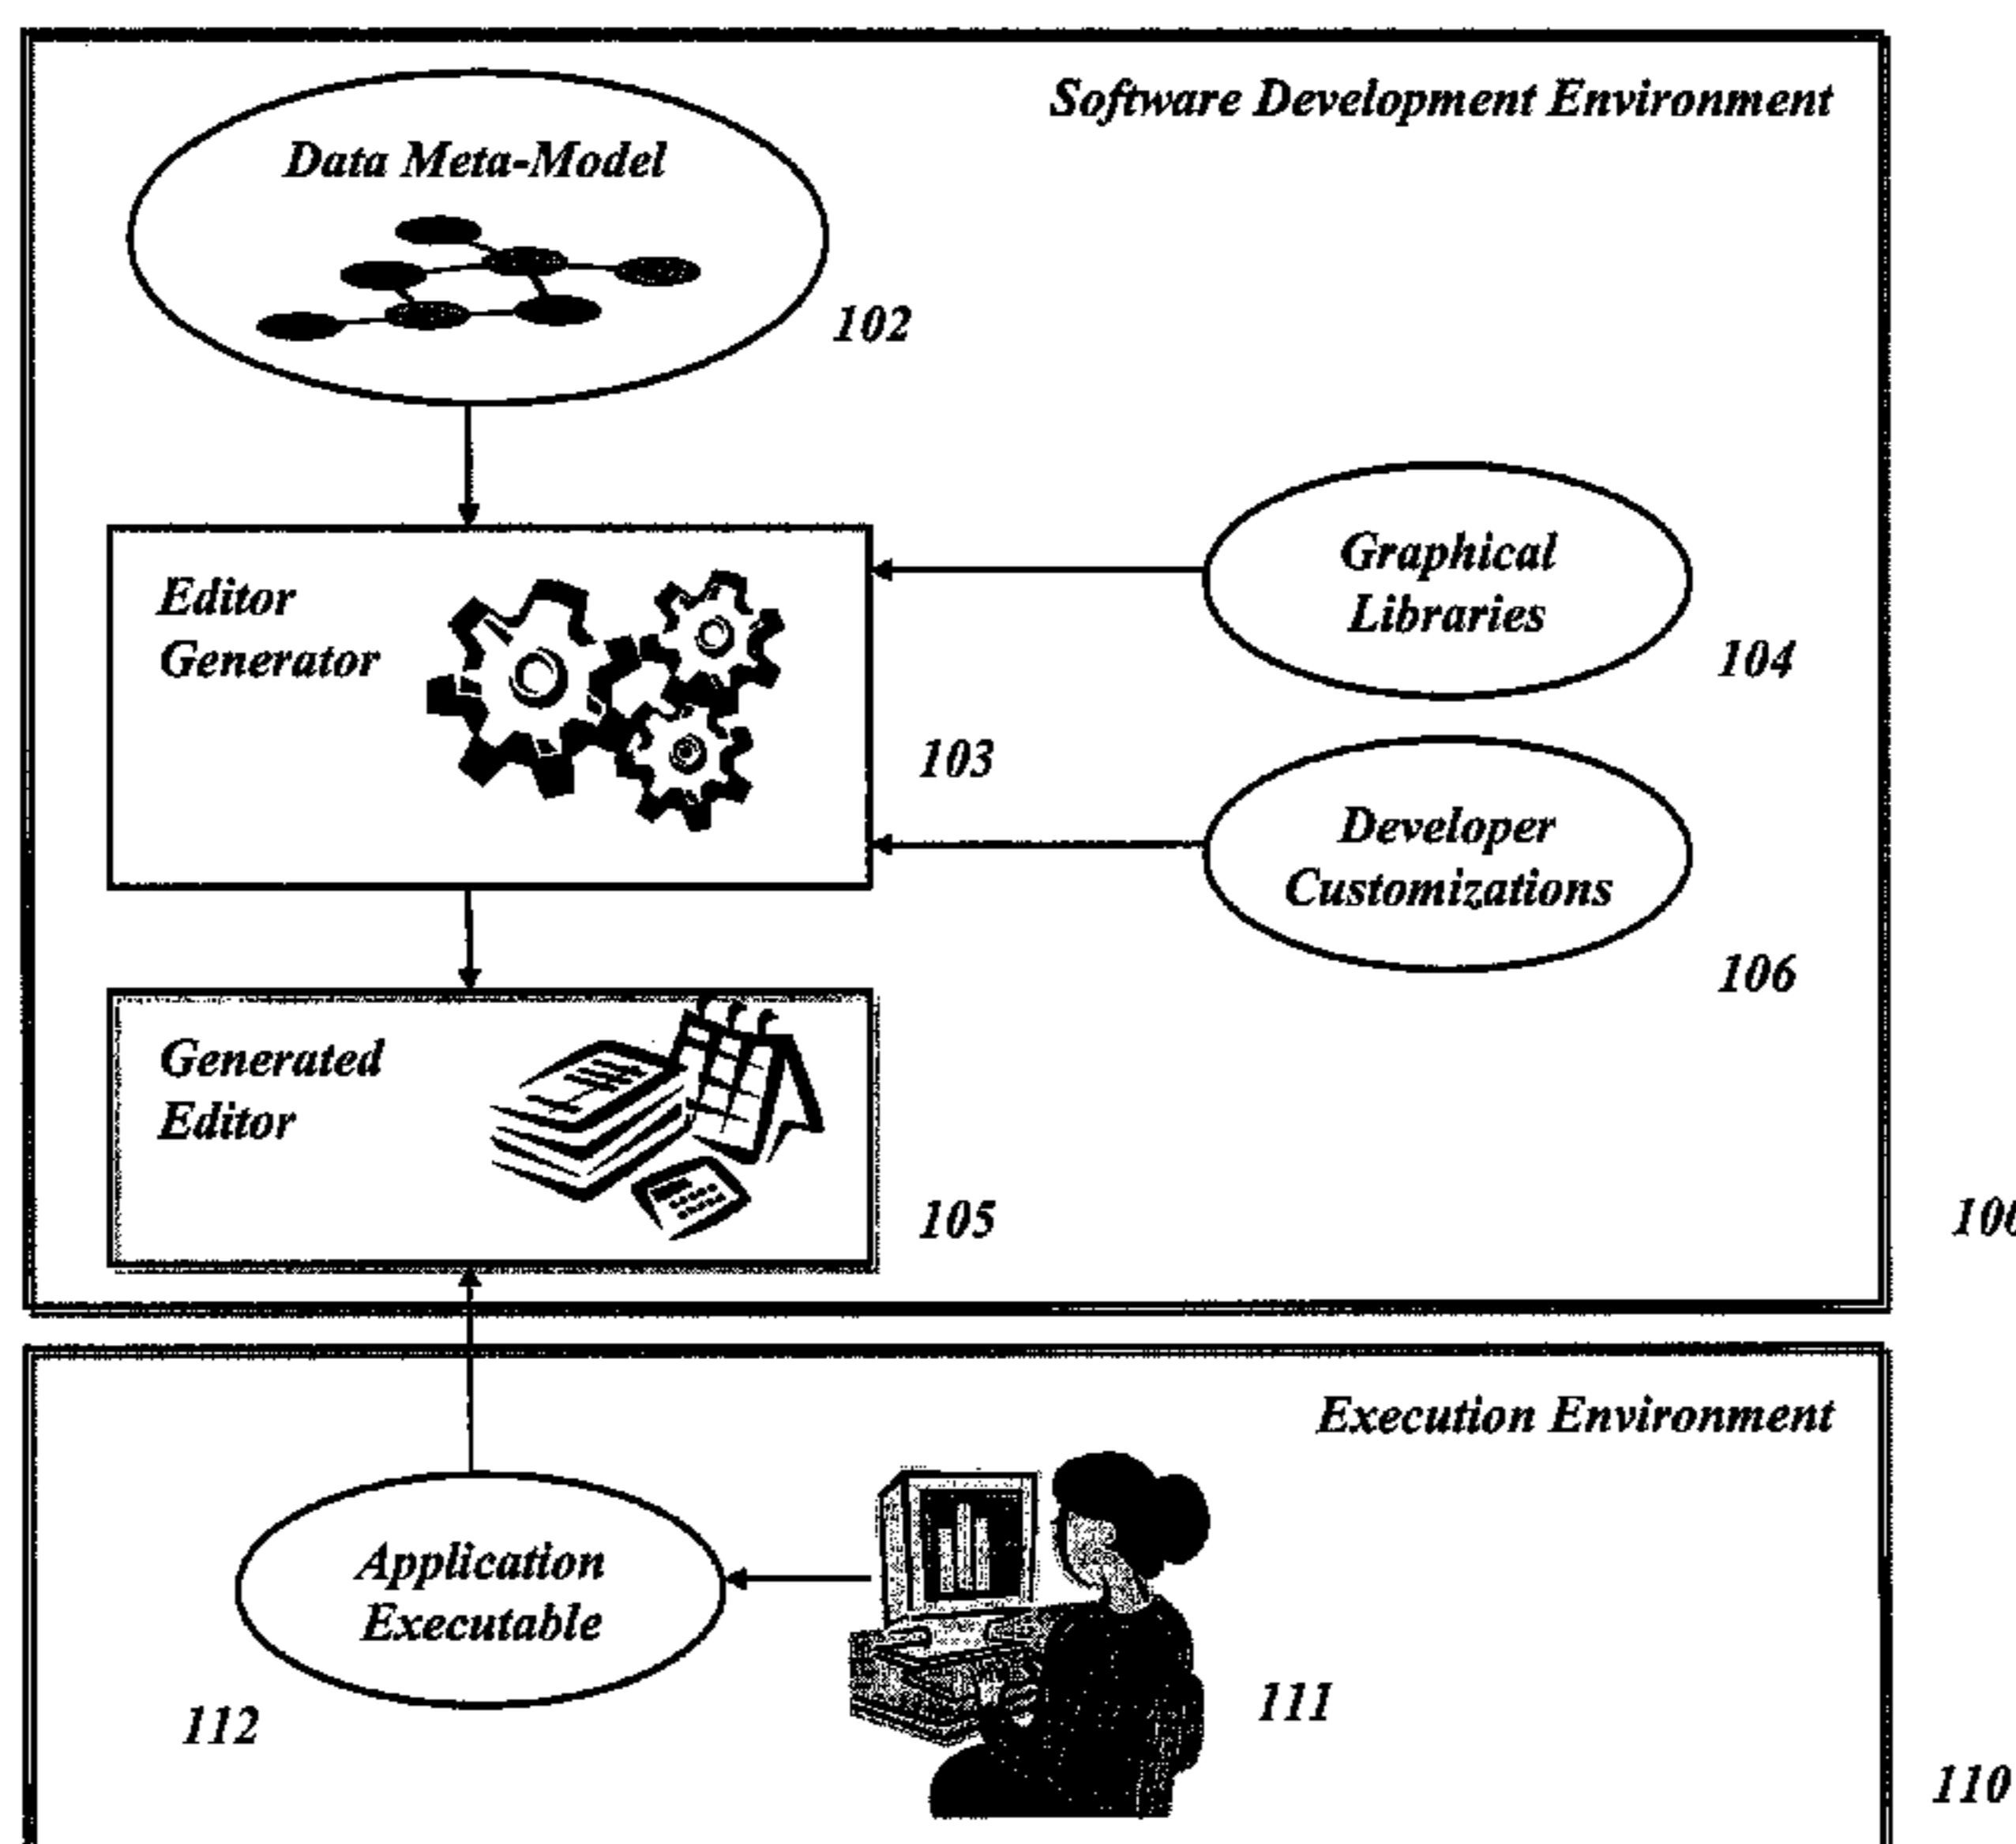 Software Development Environment
Data Meta-Model
102
Editor
Generator
103
Graphical
Libraries
104
Developer
Customizations
106
Generated
Editor
105
Execution Environment
Application
Executable
112
111
110